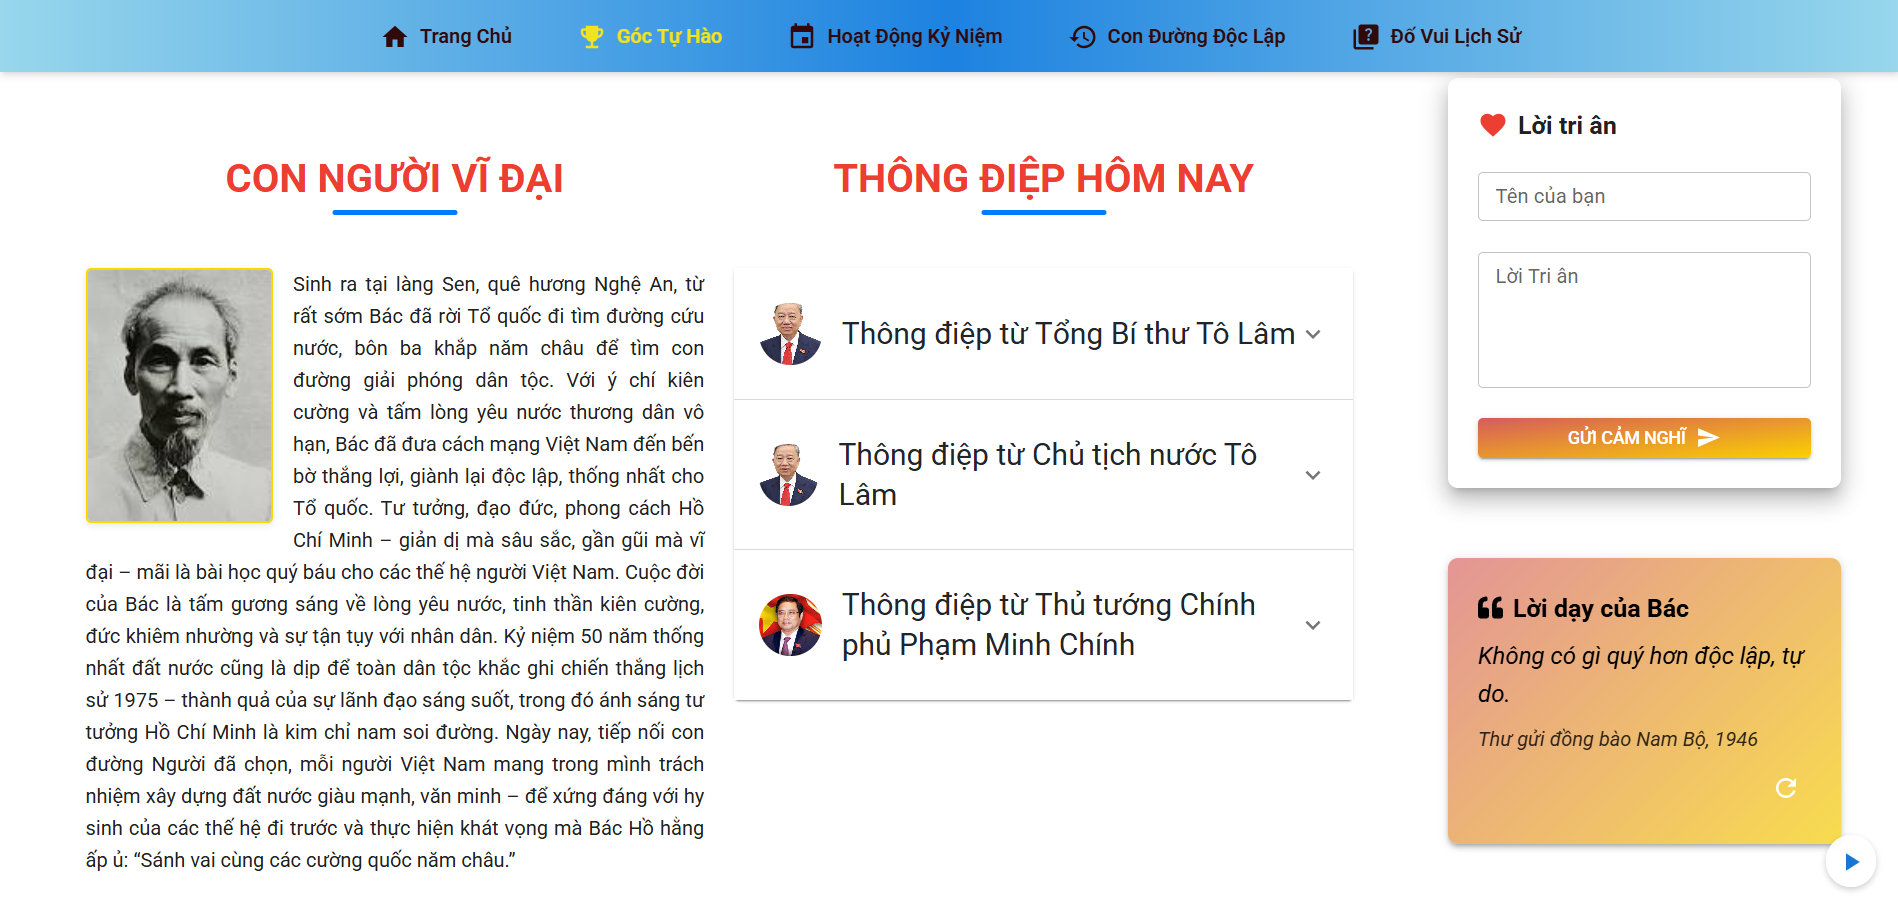 Trang Chủ
Góc Tự Hào
Hoạt Động Kỷ Niệm
Con Đường Độc Lập
Đố Vui Lịch Sử
CON NGƯỜI VĨ ĐẠI
Sinh ra tại làng Sen, quê hương Nghệ An, từ
rất sớm Bác đã rời Tổ quốc đi tìm đường cứu
nước, bôn ba khắp năm châu để tìm con
đường giải phóng dân tộc. Với ý chí kiên
cường và tấm lòng yêu nước thương dân vô
hạn, Bác đã đưa cách mạng Việt Nam đến bến
bờ thắng lợi, giành lại độc lập, thống nhất cho
Tổ quốc. Tư tưởng, đạo đức, phong cách Hồ
Chí Minh – giản dị mà sâu sắc, gần gũi mà vĩ
đại – mãi là bài học quý báu cho các thế hệ người Việt Nam. Cuộc đời
của Bác là tấm gương sáng về lòng yêu nước, tinh thần kiên cường,
đức khiêm nhường và sự tận tụy với nhân dân. Kỷ niệm 50 năm thống
nhất đất nước cũng là dịp để toàn dân tộc khắc ghi chiến thắng lịch
sử 1975 – thành quả của sự lãnh đạo sáng suốt, trong đó ánh sáng tư
tưởng Hồ Chí Minh là kim chỉ nam soi đường. Ngày nay, tiếp nối con
đường Người đã chọn, mỗi người Việt Nam mang trong mình trách
nhiệm xây dựng đất nước giàu mạnh, văn minh – để xứng đáng với hy
sinh của các thế hệ đi trước và thực hiện khát vọng mà Bác Hồ hằng
ấp ủ: “Sánh vai cùng các cường quốc năm châu.”
THÔNG ĐIỆP HÔM NAY
Thông điệp từ Tổng Bí thư Tô Lâm
Thông điệp từ Chủ tịch nước Tô
Lâm
Thông điệp từ Thủ tướng Chính
phủ Phạm Minh Chính
Lời tri ân
Tên của bạn
Lời Tri ân
GỬI CẢM NGHĨ
Lời dạy của Bác
Không có gì quý hơn độc lập, tự
do.
Thư gửi đồng bào Nam Bộ, 1946